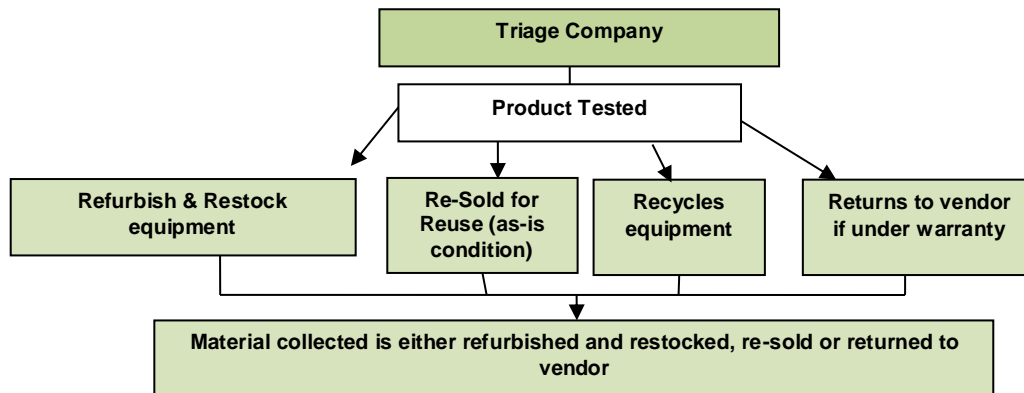 Triage Company
Product Tested
Refurbish & Restock
equipment
Re-Sold for
Reuse (as-is
condition)
Recycles
equipment
Returns to vendor
if under warranty
Material collected is either refurbished and restocked, re-sold or returned to
vendor